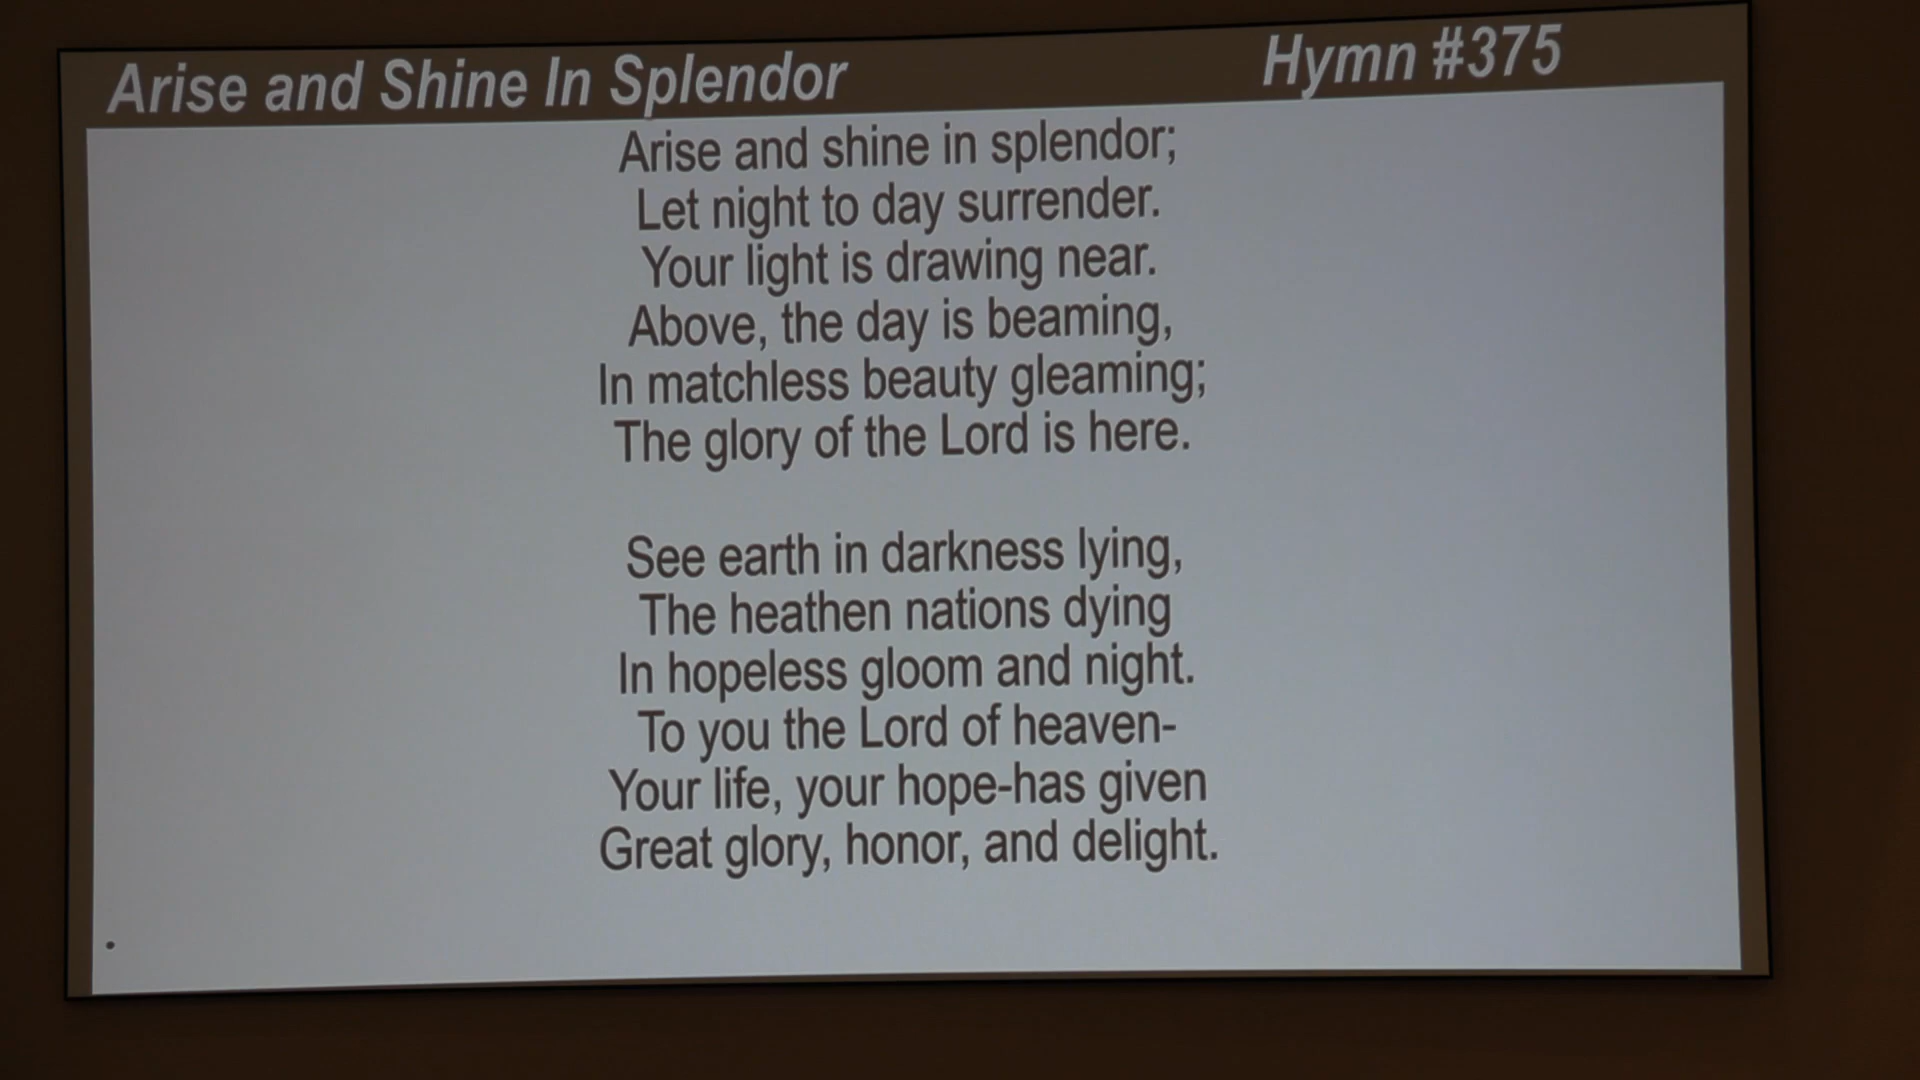 Arise and Shine In Splendor Hymn #375
Arise and shine in splendor;
Let night to day surrender.
Your light is drawing near.
Above, the day is beaming,
In matchless beauty gleaming;
The glory of the Lord is here.
See earth in darkness lying,
The heathen nations dying
In hopeless gloom and night.
To you the Lord of heaven-
Your life, your hope-has given
Great glory, honor, and delight.